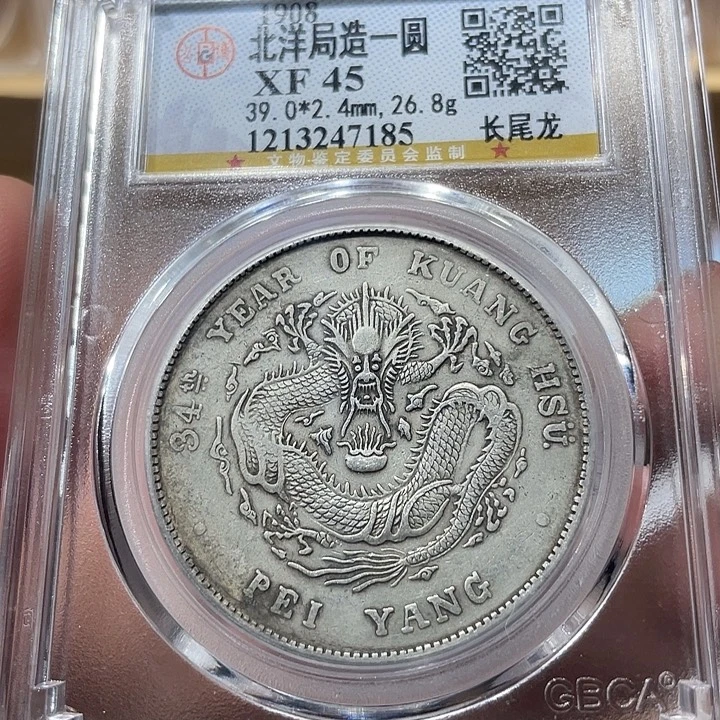 1908
北洋局造一圆
XF 45
39.0*2.4mm, 26.8g
1213247185
长尾龙
文物鉴定委员会监制
34TH YEAR OF KUANG HSÜ
PEI YANG
GBCA®